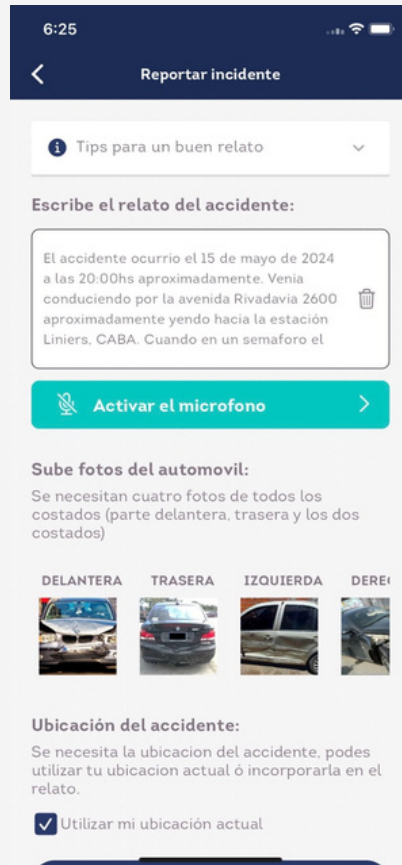 6:25
Reportar incidente
Tips para un buen relato
Escribe el relato del accidente:
El accidente ocurrio el 15 de mayo de 2024
a las 20:00hs aproximadamente. Venia
conduciendo por la avenida Rivadavia 2600
aproximadamente yendo hacia la estación
Liniers, CABA. Cuando en un semaforo el
Activar el microfono
Sube fotos del automovil:
Se necesitan cuatro fotos de todos los
costados (parte delantera, trasera y los dos
costados)
DELANTERA TRASERA IZQUIERDA DERE
Ubicación del accidente:
Se necesita la ubicacion del accidente, podes
utilizar tu ubicacion actual ó incorporarla en el
relato.
Utilizar mi ubicación actual